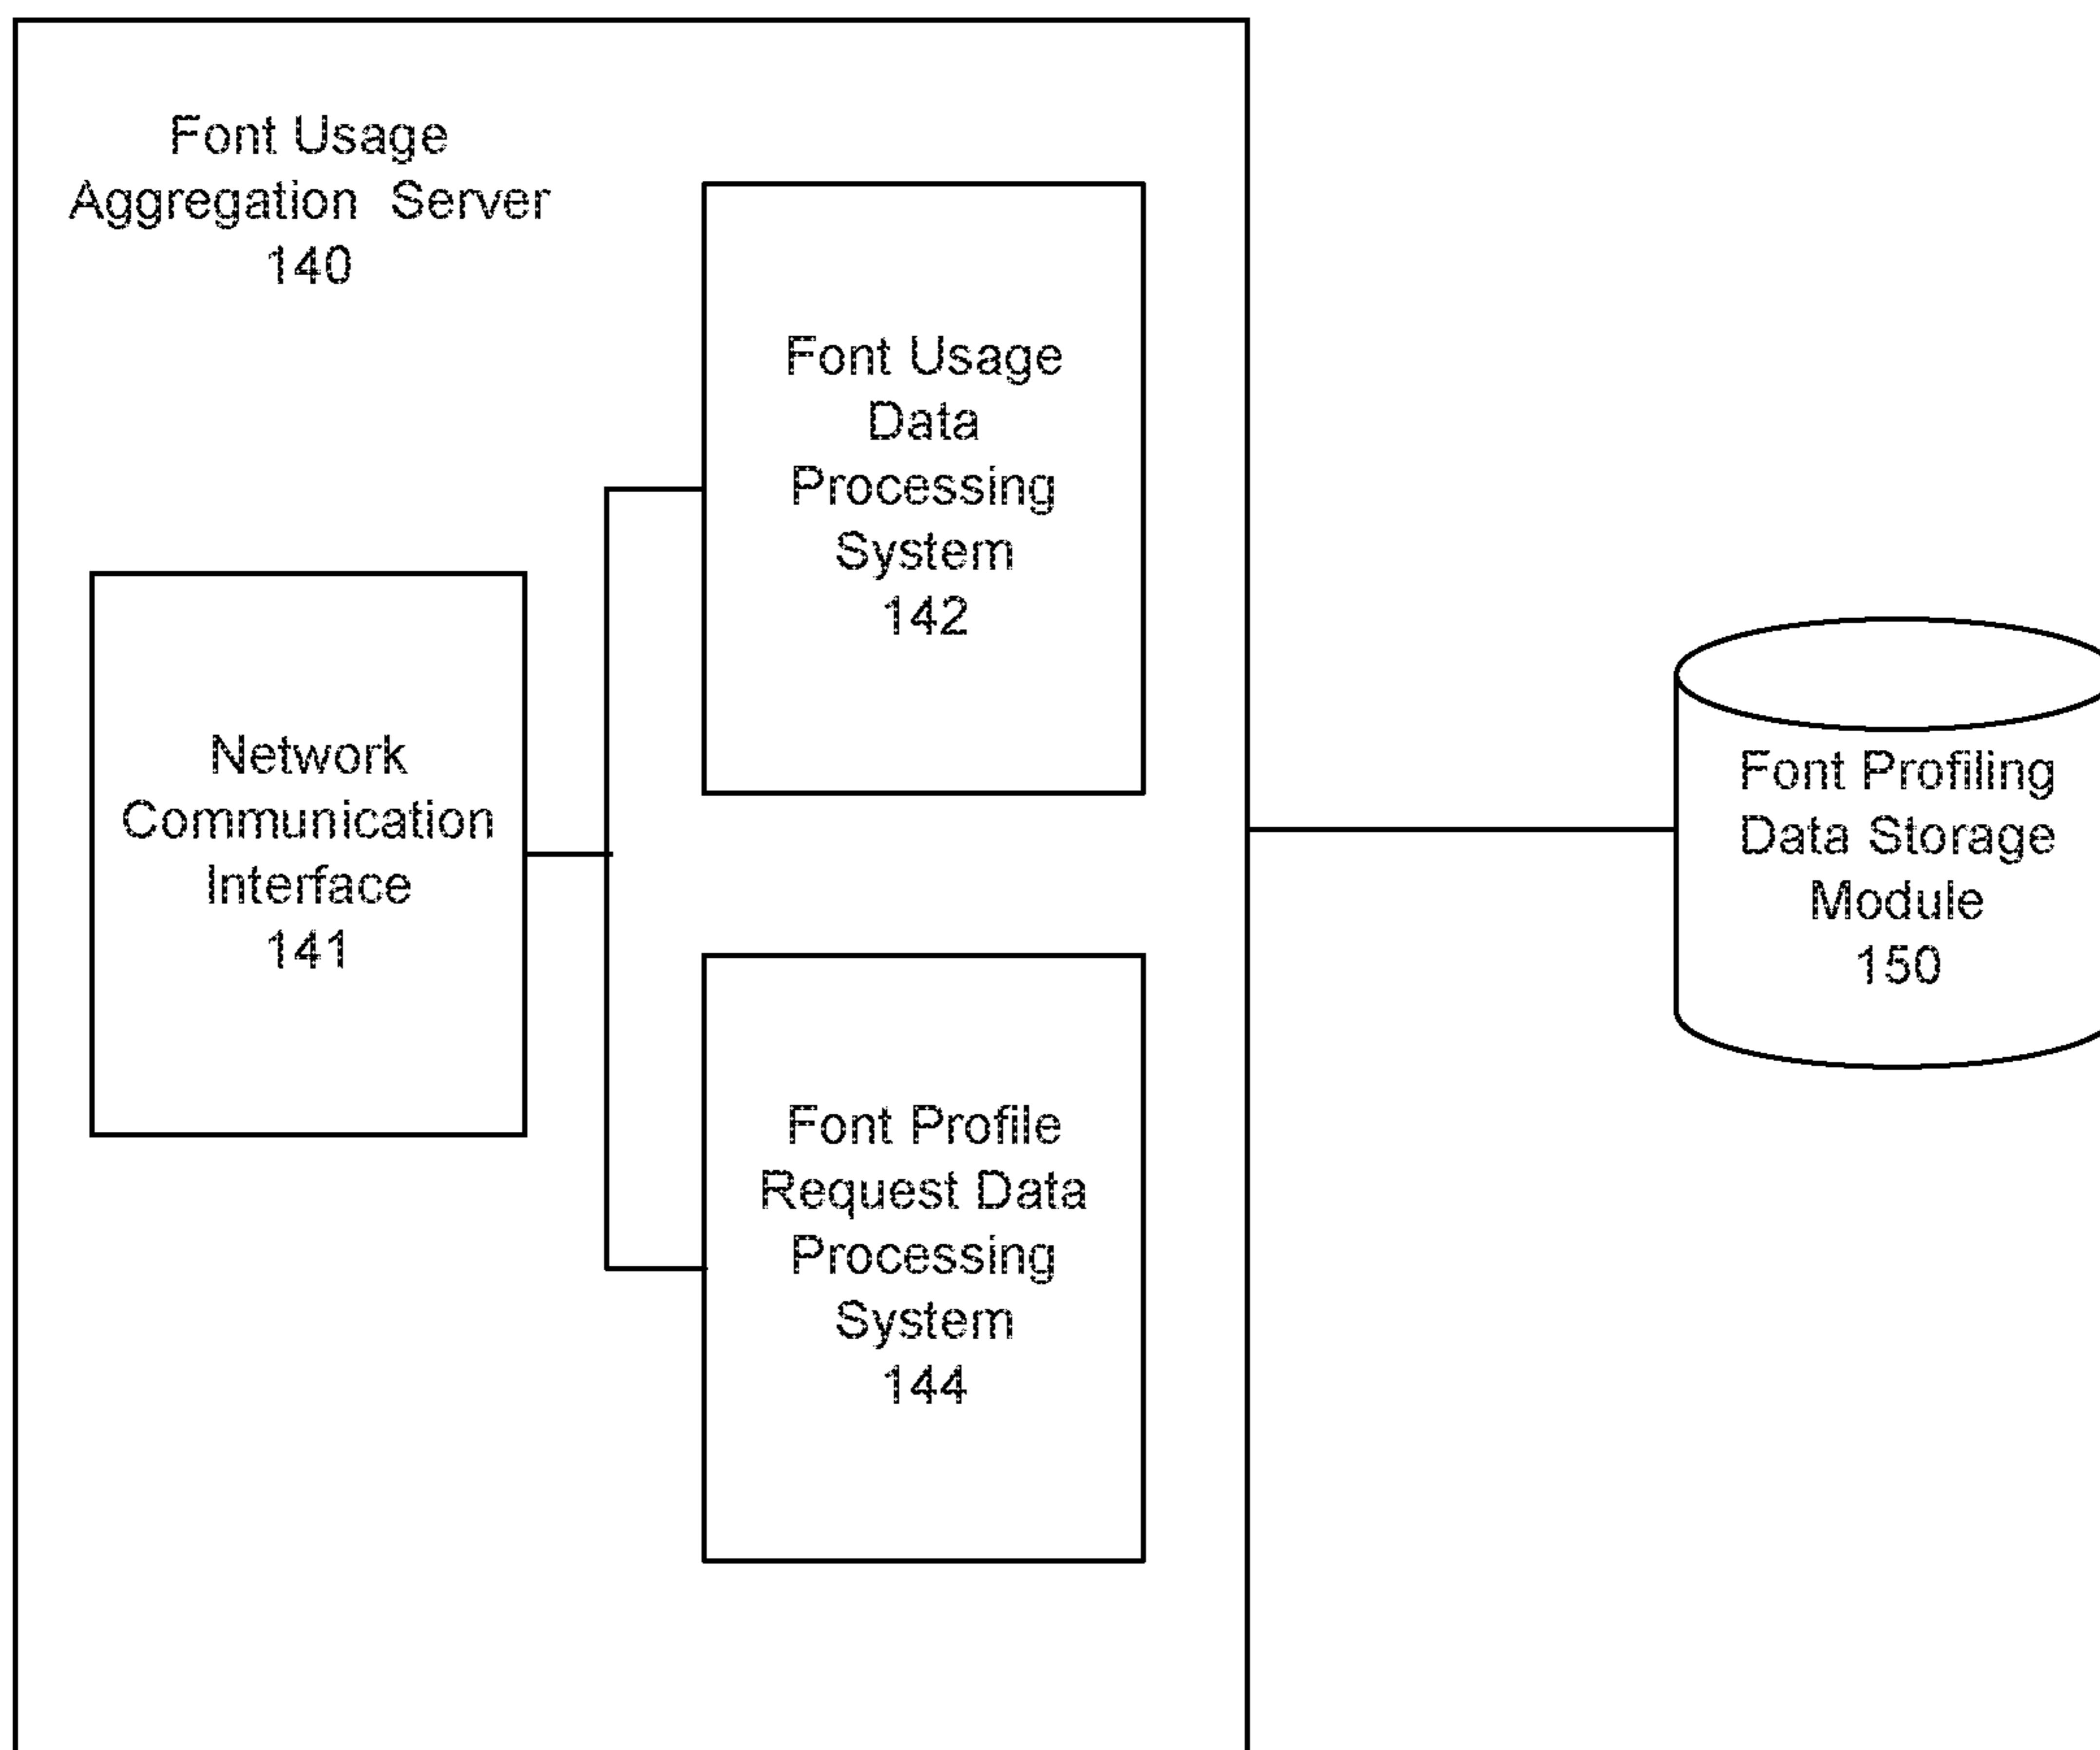 Font Usage
Aggregation Server
140
Font Usage
Data
Processing
System
142
Network
Communication
Interface
141
Font Profile
Request Data
Processing
System
144
Font Profiling
Data Storage
Module
150